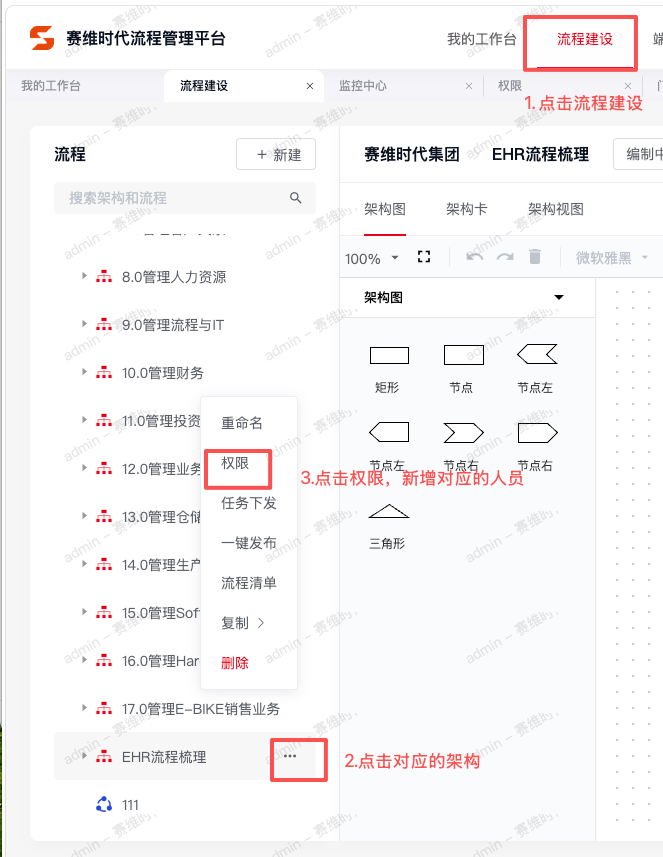 赛维时代流程管理平台
我的工作台
流程建设
端
我的工作台
流程建设
监控中心
权限
1.点击流程建设
流程
新建
赛维时代集团
EHR流程梳理
编制中
搜索架构和流程
架构图
架构卡
架构视图
100%
微软雅黑
8.0管理人力资源
架构图
9.0管理流程与IT
10.0管理财务
矩形
节点
节点左
11.0管理投资
重命名
12.0管理业务
权限
3.点击权限，新增对应的人员
节点左
节点右
节点右
13.0管理仓储
任务下发
14.0管理生产
一键发布
三角形
流程清单
15.0管理Sof
复制
16.0管理Har
删除
17.0管理E-BIKE销售业务
EHR流程梳理
2.点击对应的架构
111
admin - 赛维时